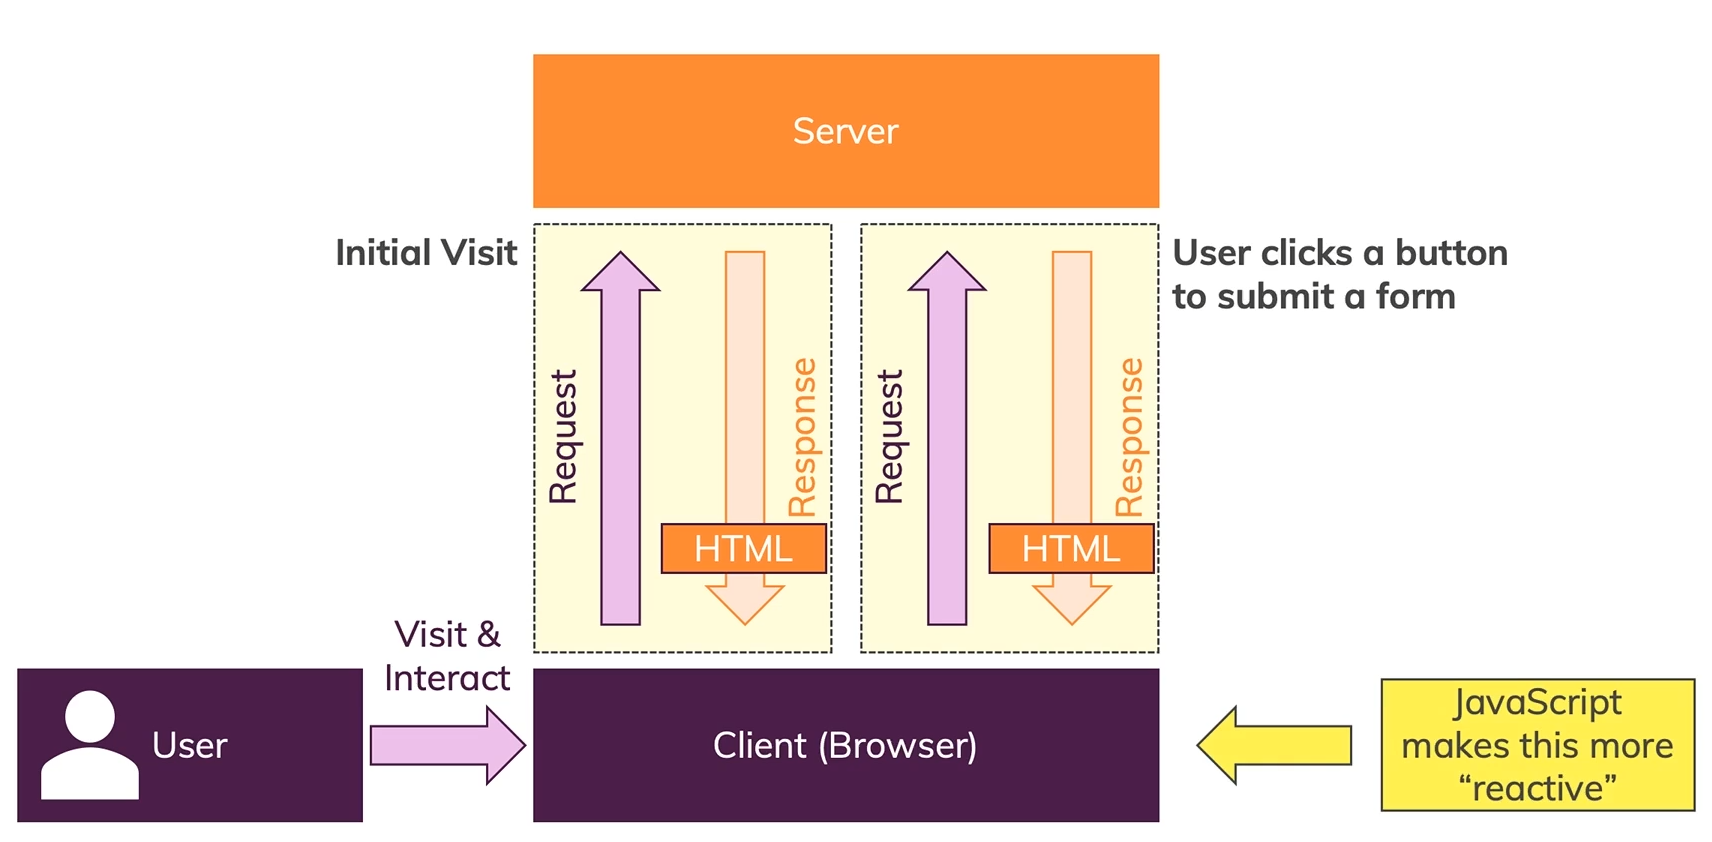 Server
Initial Visit
User clicks a button
to submit a form
Request
Response
Request
Response
HTML
HTML
Visit &
Interact
User
Client (Browser)
JavaScript
makes this more
“reactive”